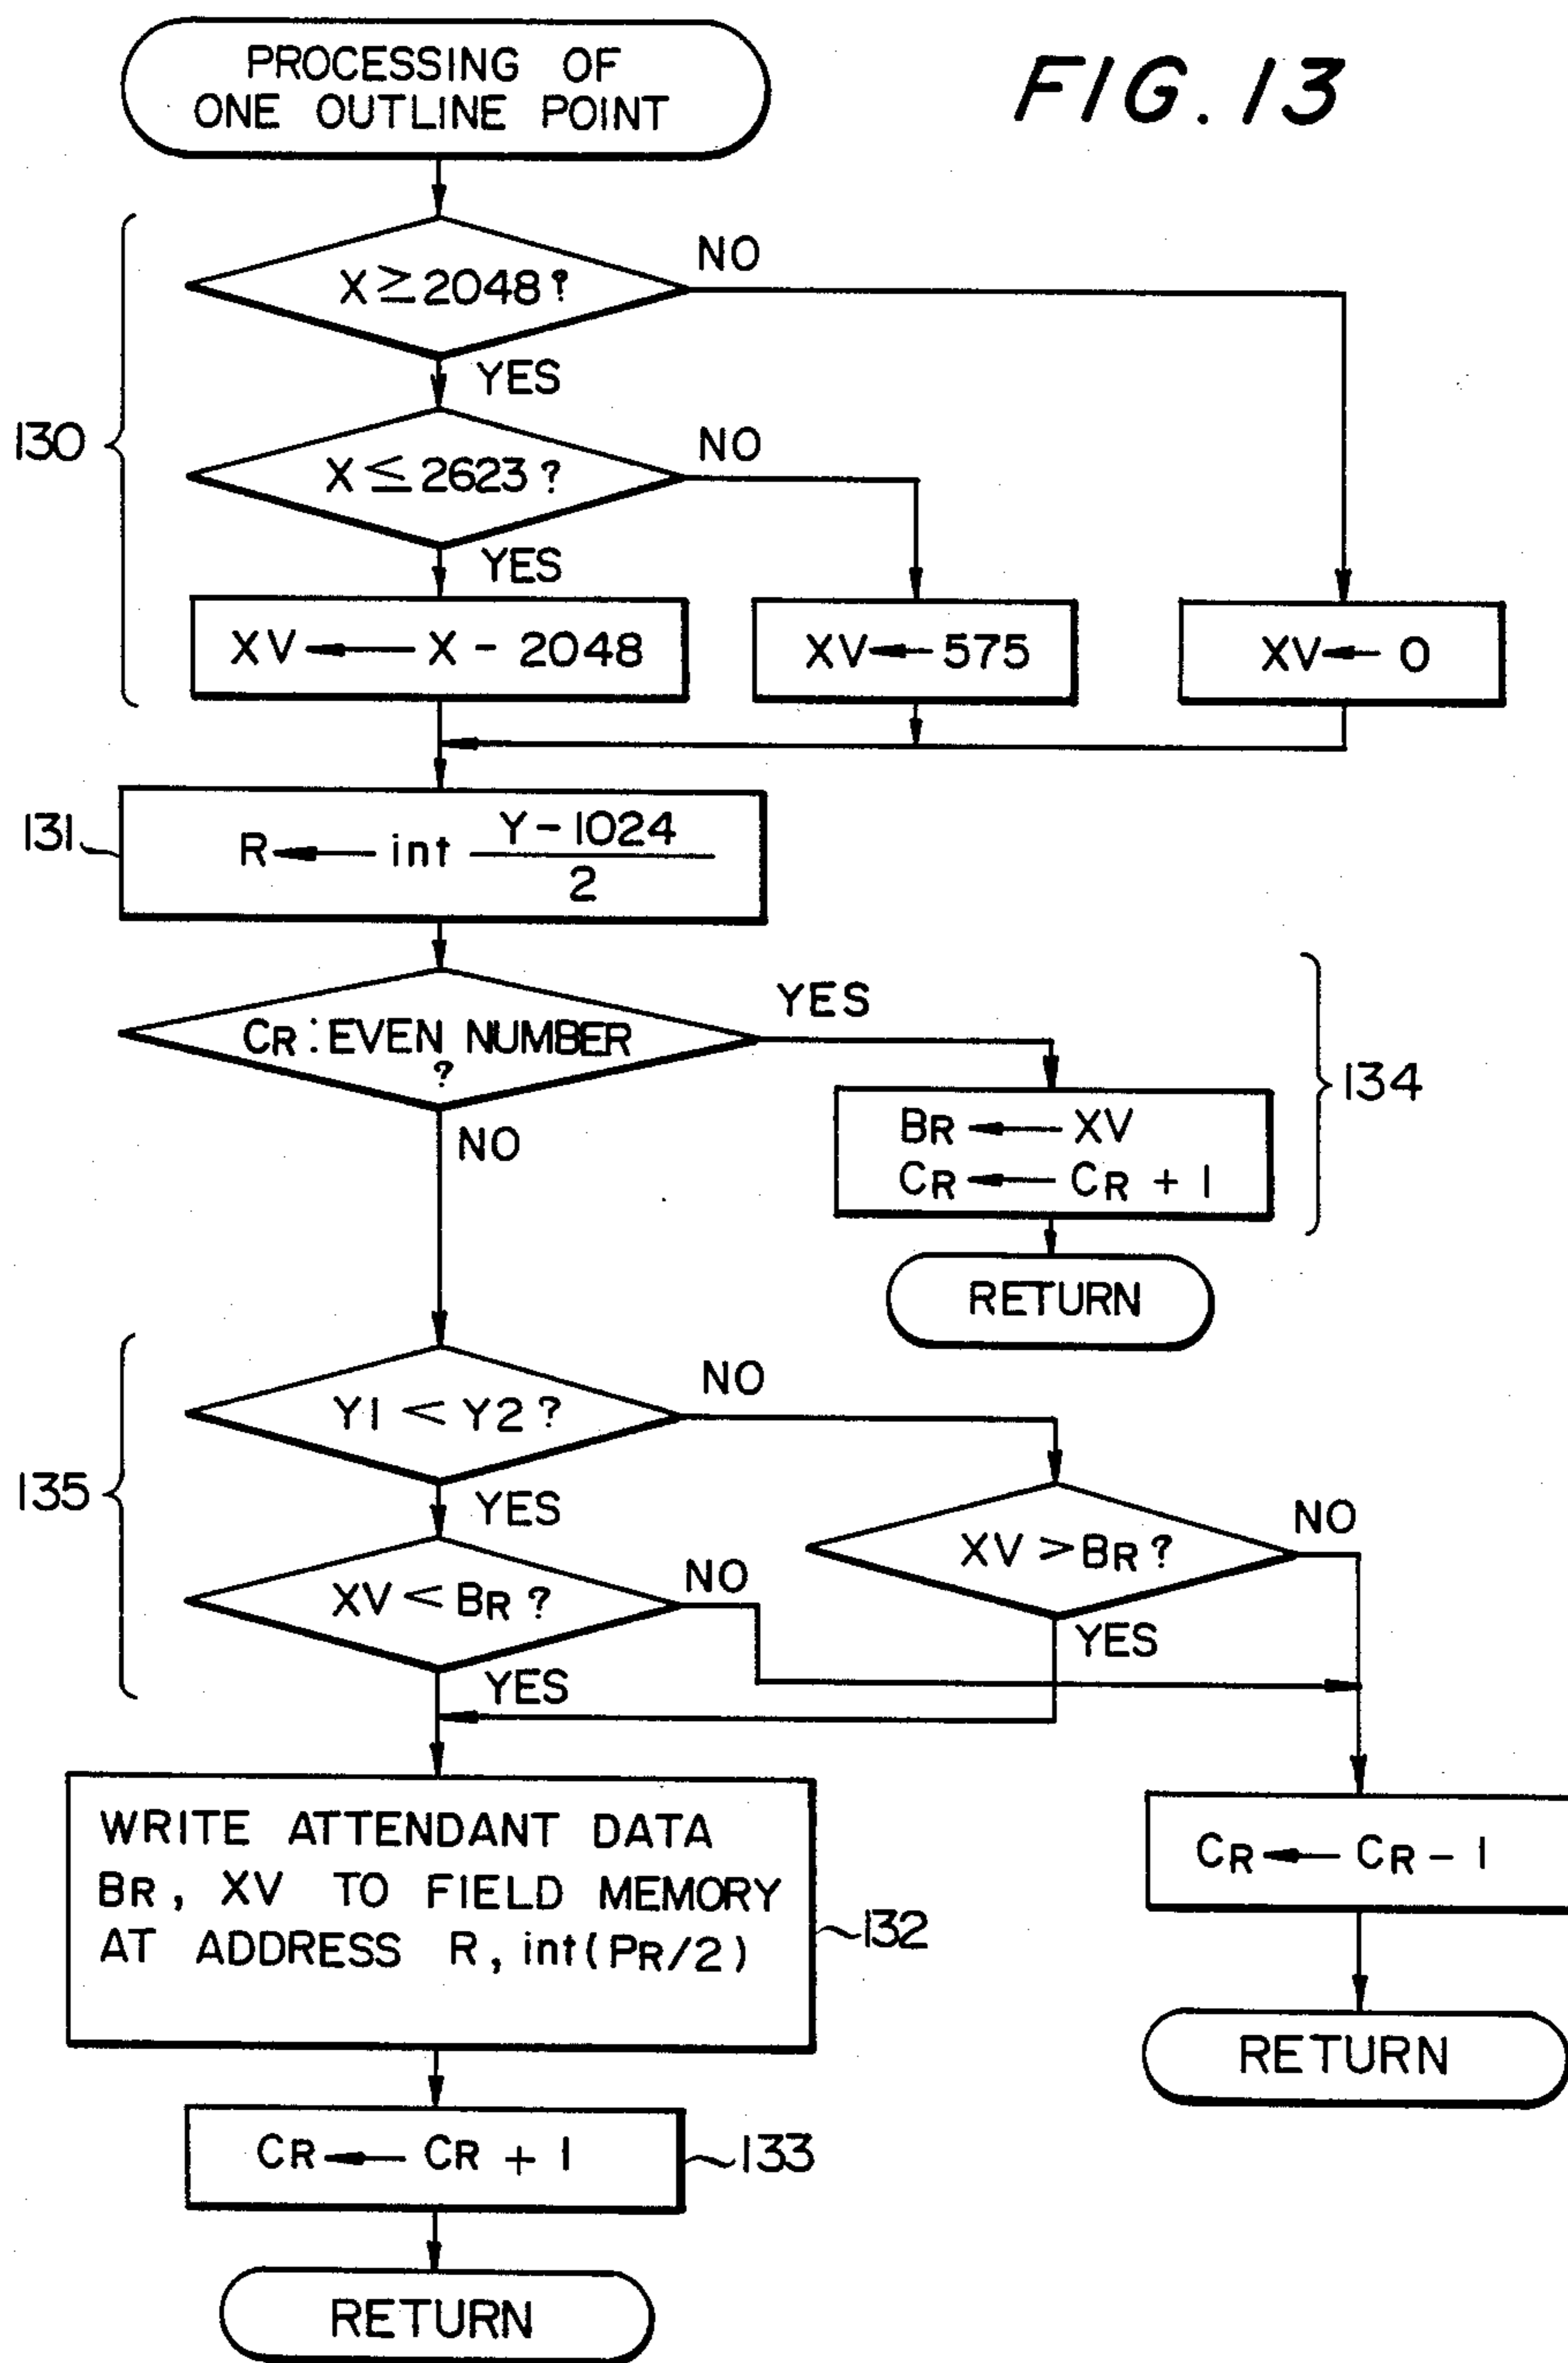 PROCESSING OF
ONE OUTLINE POINT
FIG. 13
X ≧ 2048 ?
NO
YES
130
X ≦ 2623 ?
NO
YES
XV ← X - 2048
XV ← 575
XV ← 0
131
R ← int Y - 1024 / 2
CR : EVEN NUMBER
?
YES
NO
134
BR ← XV
CR ← CR + 1
RETURN
135
Y1 < Y2 ?
NO
YES
XV > BR ?
NO
YES
XV < BR ?
NO
YES
WRITE ATTENDANT DATA
BR, XV TO FIELD MEMORY
AT ADDRESS R, int(PR/2)
132
CR ← CR - 1
RETURN
CR ← CR + 1
133
RETURN